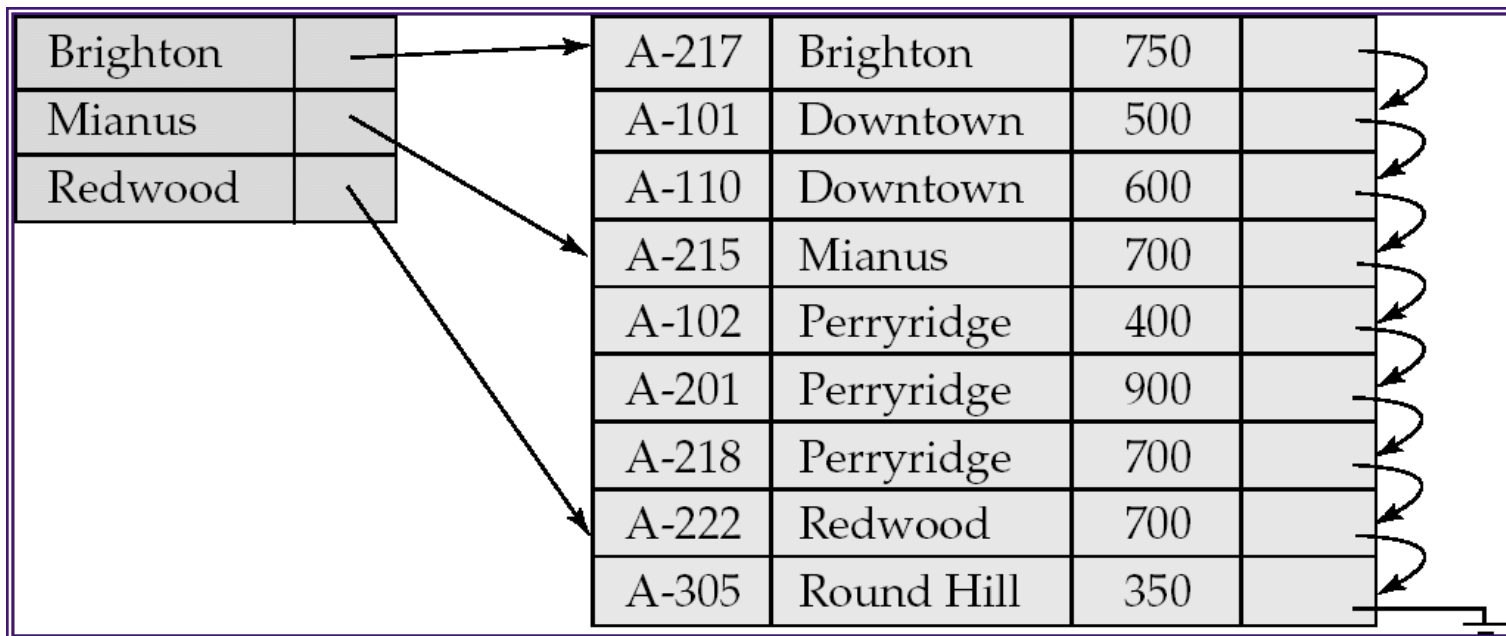 Brighton
Mianus
Redwood
A-217 Brighton 750
A-101 Downtown 500
A-110 Downtown 600
A-215 Mianus 700
A-102 Perryridge 400
A-201 Perryridge 900
A-218 Perryridge 700
A-222 Redwood 700
A-305 Round Hill 350